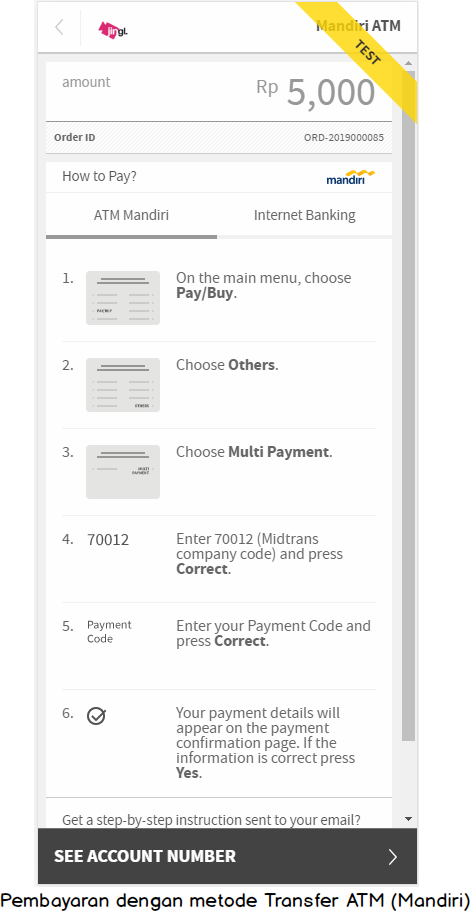 jingl.
Mandiri ATM
TEST
amount
Rp 5,000
Order ID
ORD-2019000085
How to Pay?
mandırı
ATM Mandiri
Internet Banking
1.
PAY/BUY
On the main menu, choose
Pay/Buy.
2.
OTHERS
Choose Others.
3.
MULTI
PAYMENT
Choose Multi Payment.
4.
70012
Enter 70012 (Midtrans
company code) and press
Correct.
5.
Payment
Code
Enter your Payment Code and
press Correct.
6.
Your payment details will
appear on the payment
confirmation page. If the
information is correct press
Yes.
Get a step-by-step instruction sent to your email?
SEE ACCOUNT NUMBER
Pembayaran dengan metode Transfer ATM (Mandiri)